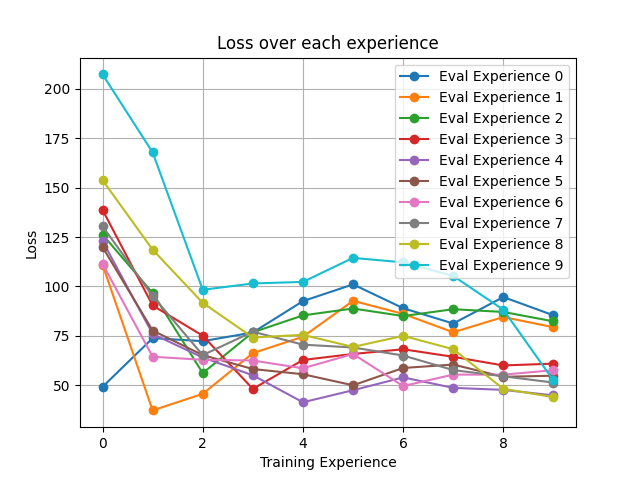 Loss over each experience
Eval Experience 0
Eval Experience 1
Eval Experience 2
Eval Experience 3
Eval Experience 4
Eval Experience 5
Eval Experience 6
Eval Experience 7
Eval Experience 8
Eval Experience 9
Loss
200
175
150
125
100
75
50
0 2 4 6 8
Training Experience